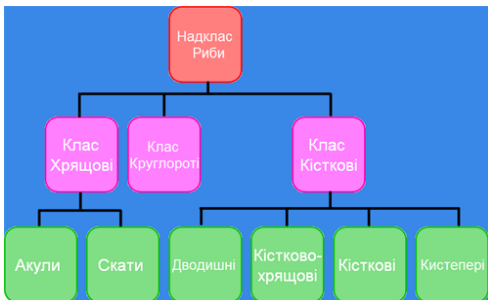 Надклас
Риби
Клас
Хрящові
Клас
Круглороті
Клас
Кісткові
Акули
Скати
Дводишні
Кістково-
хрящові
Кісткові
Кистепері